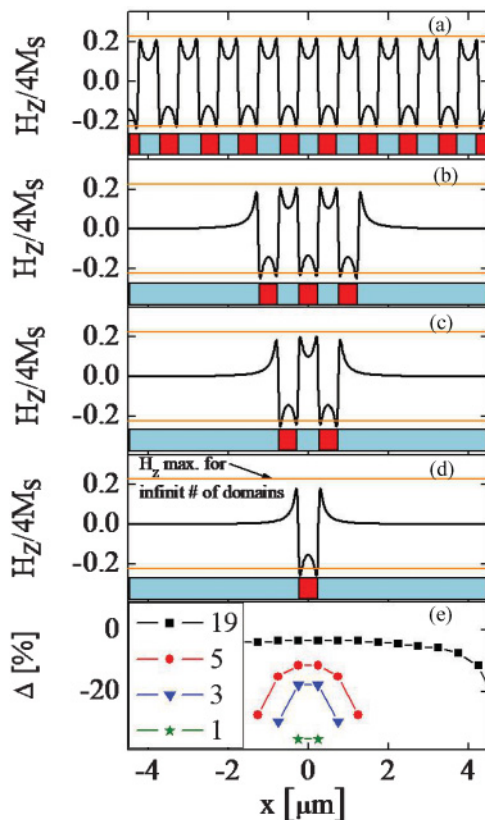 (a)
H_Z/4M_S
0.2
0.0
-0.2
(b)
H_Z/4M_S
0.2
0.0
-0.2
(c)
H_Z/4M_S
0.2
0.0
-0.2
(d)
H_Z/4M_S
H_Z max. for
infinit # of domains
0.2
0.0
-0.2
(e)
Δ [%]
0
-20
19
5
3
1
-4 -2 0 2 4
x [μm]